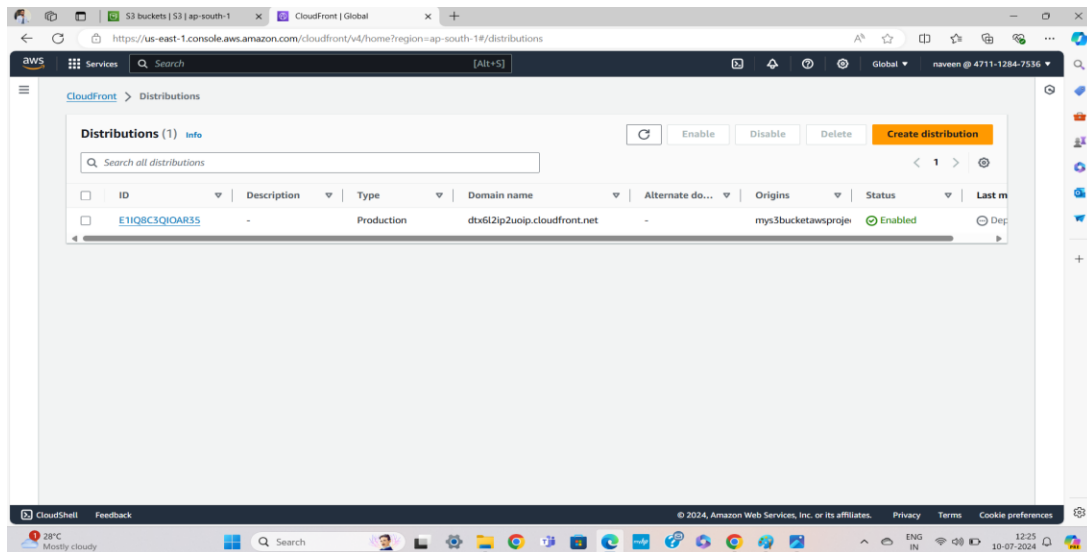 S3 buckets | S3 | ap-south-1
CloudFront | Global
https://us-east-1.console.aws.amazon.com/cloudfront/v4/home?region=ap-south-1#/distributions
aws Services Search [Alt+S] Global naveen @ 4711-1284-7536
CloudFront > Distributions
Distributions (1) Info
Enable Disable Delete Create distribution
Search all distributions
1
ID Description Type Domain name Alternate do... Origins Status Last m
E1IQ8C3QIOAR35 - Production dtx6l2ip2uoip.cloudfront.net - mys3bucketawsproje Enabled Dep
CloudShell Feedback © 2024, Amazon Web Services, Inc. or its affiliates. Privacy Terms Cookie preferences
1 28°C Search ENG 12:25
Mostly cloudy IN 10-07-2024